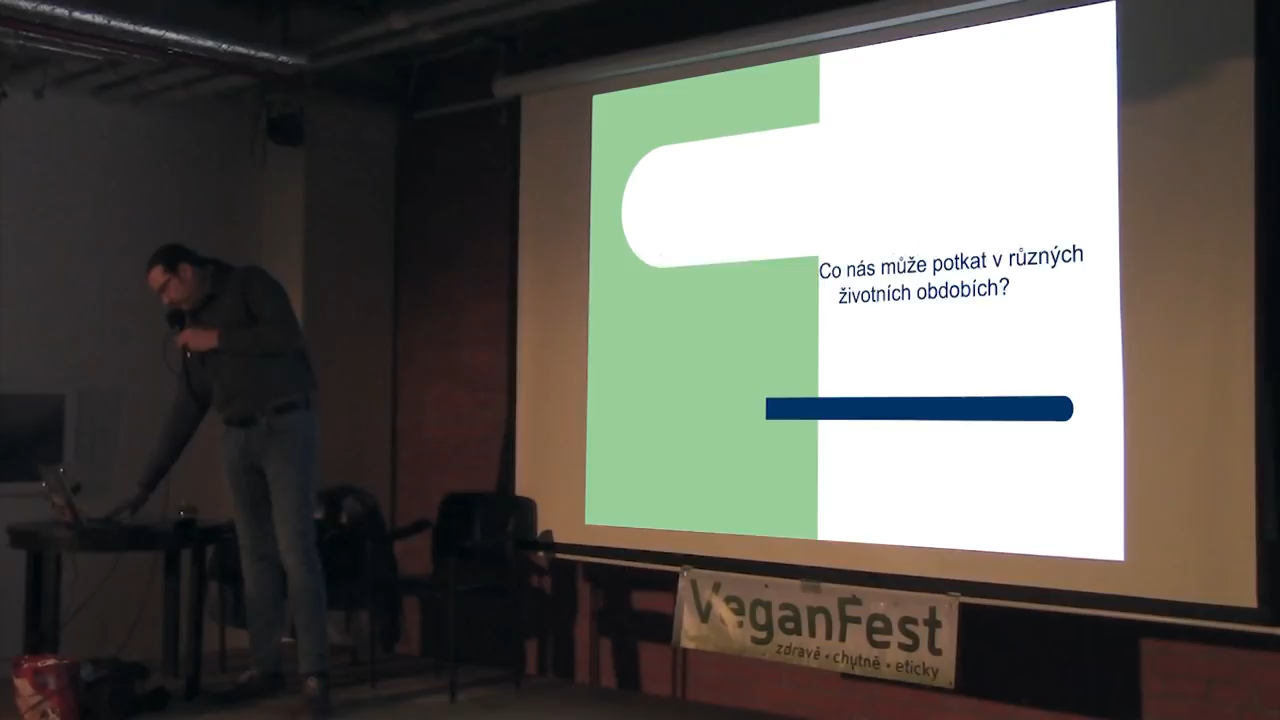 Co nás může potkat v různých
životních obdobích?
VeganFest
zdravě • chutně • eticky